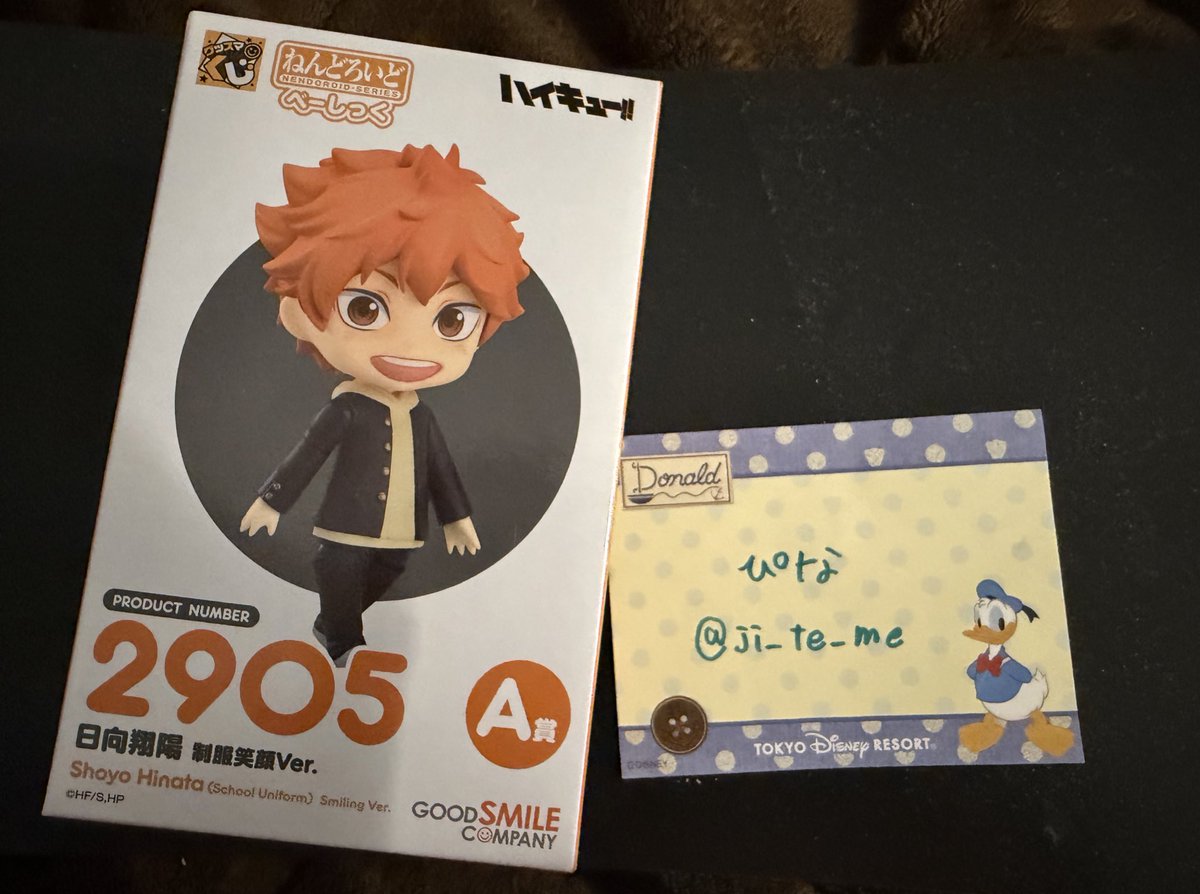 グッスマ
くじ
ねんどろいど
NENDOROID-SERIES
べーしっく
ハイキュー!!
PRODUCT NUMBER
2905
日向翔陽 制服笑顔Ver.
Shoyo Hinata (School Uniform) Smiling Ver.
©HF/S,HP
A賞
GOOD SMILE
COMPANY
Donald
ぴな
@ji_te_me
TOKYO Disney RESORT
©DISNEY